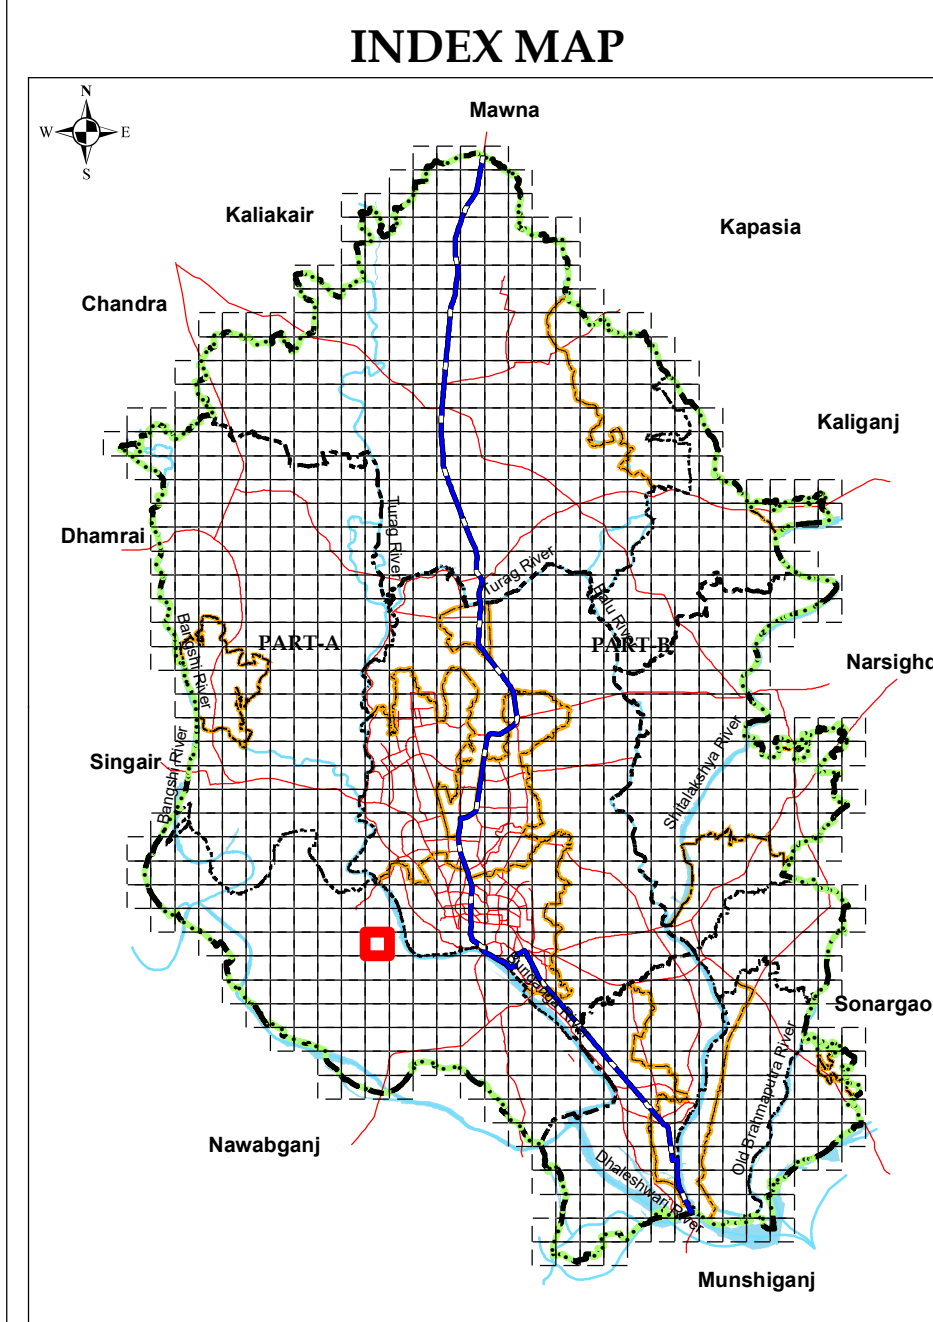 INDEX MAP
N
W E
S
Mawna
Kaliakair
Kapasia
Chandra
Kaliganj
Dhamrai
Turag River
Turag River
Balu River
Bangshi River
PART-A
PART-B
Narsighd
Shitalakshya River
Singair
Bangshi River
Buriganga River
Sonargao
Old Brahmaputra River
Nawabganj
Dhaleshwari River
Munshiganj